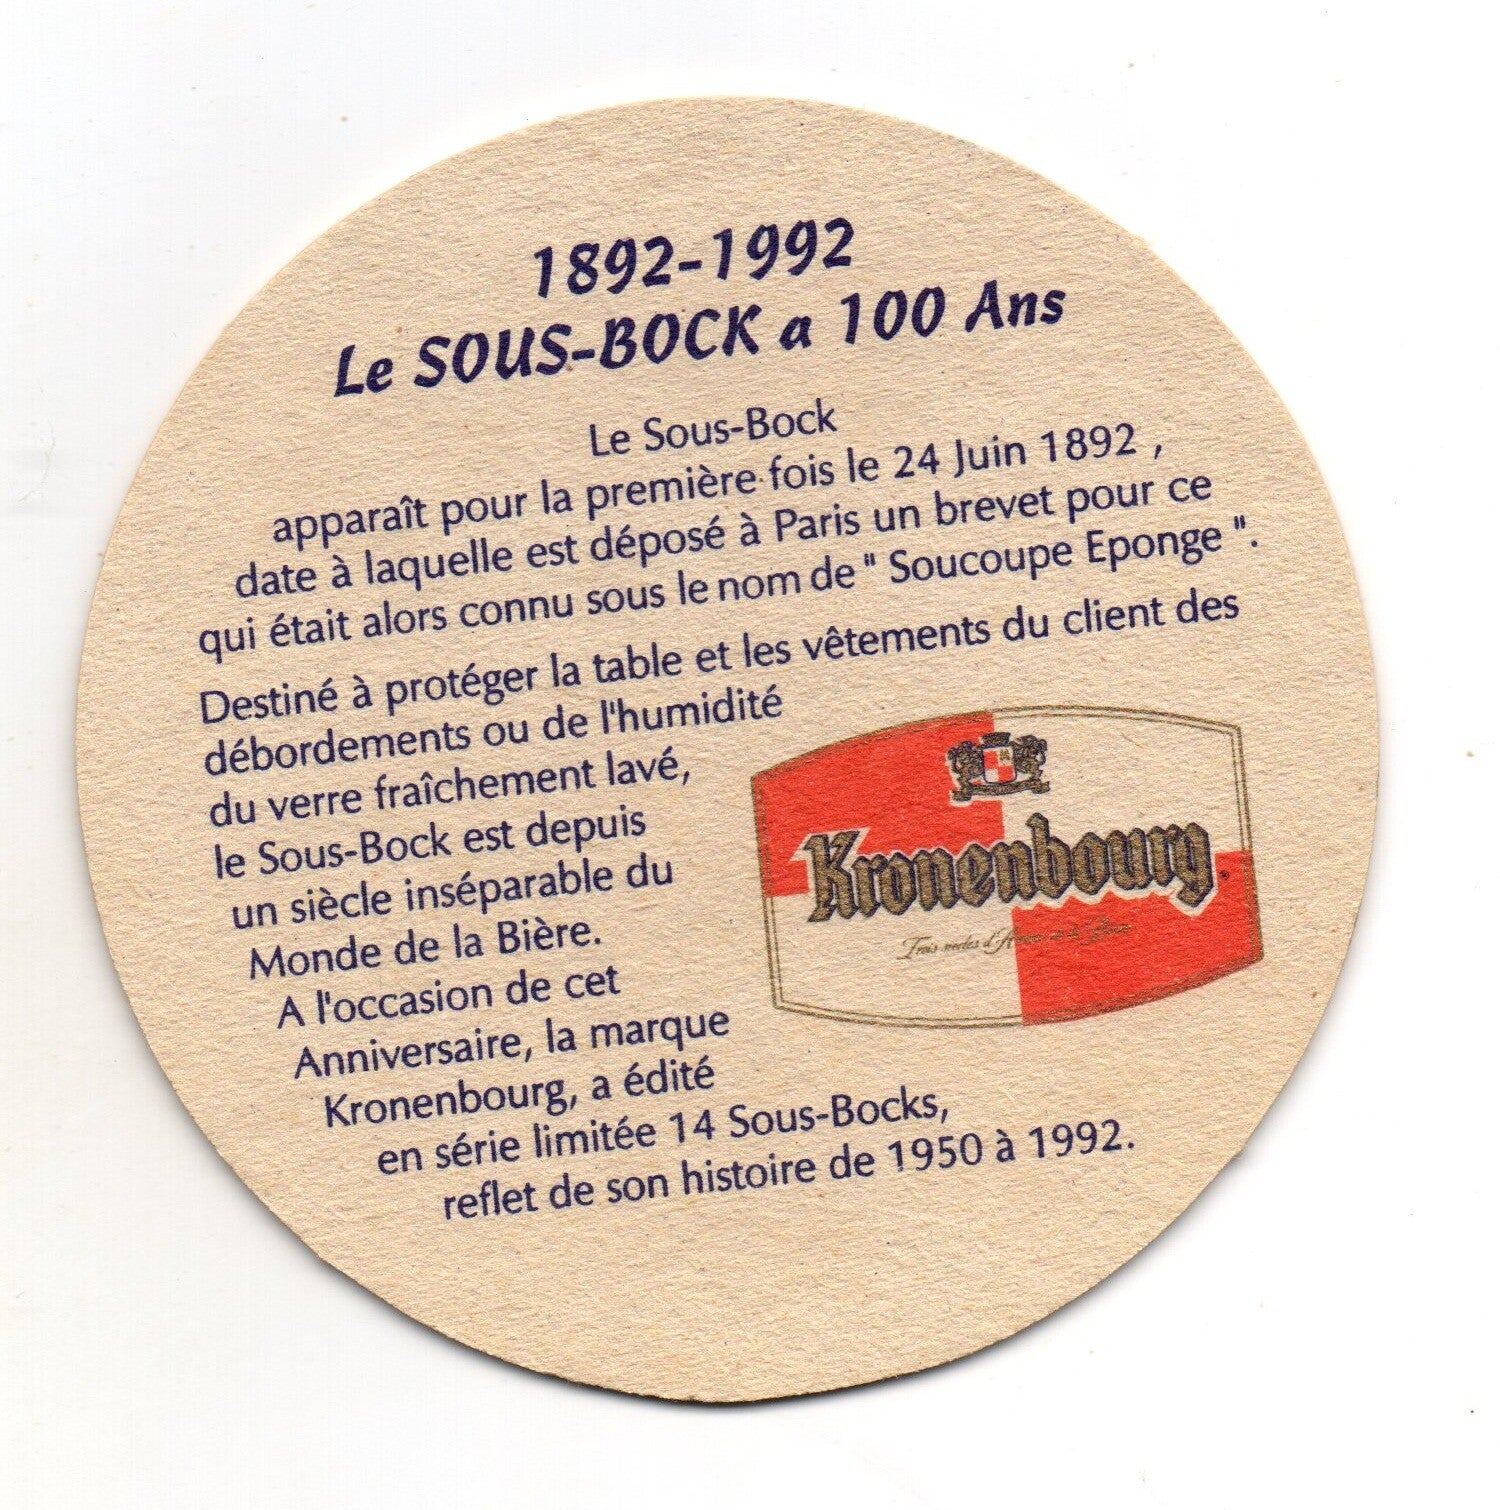 1892-1992
Le SOUS-BOCK a 100 Ans
Le Sous-Bock
apparaît pour la première fois le 24 Juin 1892 ,
date à laquelle est déposé à Paris un brevet pour ce
qui était alors connu sous le nom de " Soucoupe Eponge ".
Destiné à protéger la table et les vêtements du client des
débordements ou de l'humidité
du verre fraîchement lavé,
le Sous-Bock est depuis
un siècle inséparable du
Monde de la Bière.
A l'occasion de cet
Anniversaire, la marque
Kronenbourg, a édité
en série limitée 14 Sous-Bocks,
reflet de son histoire de 1950 à 1992.
Kronenbourg
Trois